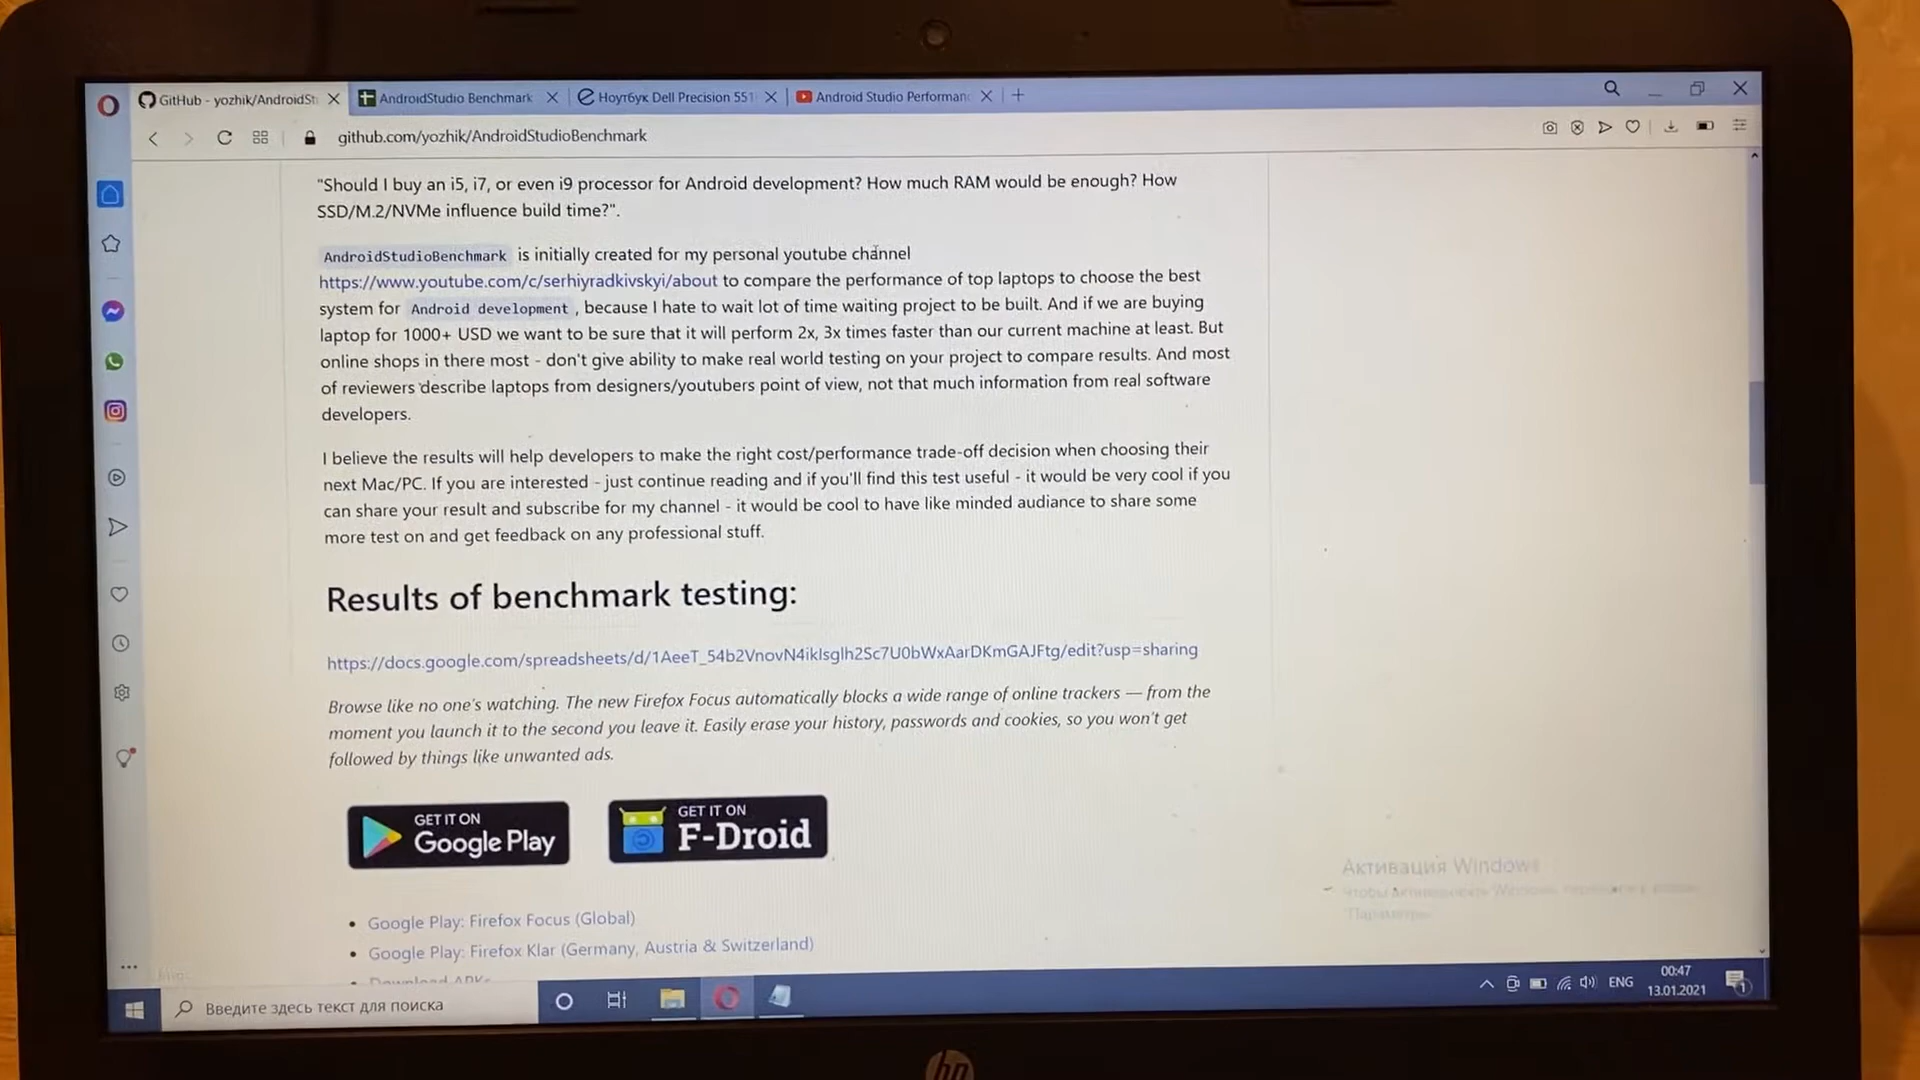 GitHub - yozhik/AndroidSt
AndroidStudio Benchmark
Ноутбук Dell Precision 551
Android Studio Performanc
github.com/yozhik/AndroidStudioBenchmark
"Should I buy an i5, i7, or even i9 processor for Android development? How much RAM would be enough? How
SSD/M.2/NVMe influence build time?".
AndroidStudioBenchmark is initially created for my personal youtube channel
https://www.youtube.com/c/serhiyradkivskyi/about to compare the performance of top laptops to choose the best
system for Android development , because I hate to wait lot of time waiting project to be built. And if we are buying
laptop for 1000+ USD we want to be sure that it will perform 2x, 3x times faster than our current machine at least. But
online shops in there most - don't give ability to make real world testing on your project to compare results. And most
of reviewers describe laptops from designers/youtubers point of view, not that much information from real software
developers.
I believe the results will help developers to make the right cost/performance trade-off decision when choosing their
next Mac/PC. If you are interested - just continue reading and if you'll find this test useful - it would be very cool if you
can share your result and subscribe for my channel - it would be cool to have like minded audiance to share some
more test on and get feedback on any professional stuff.
Results of benchmark testing:
https://docs.google.com/spreadsheets/d/1AeeT_54b2VnovN4iklsglh2Sc7U0bWxAarDKmGAJFtg/edit?usp=sharing
Browse like no one's watching. The new Firefox Focus automatically blocks a wide range of online trackers — from the
moment you launch it to the second you leave it. Easily erase your history, passwords and cookies, so you won't get
followed by things like unwanted ads.
GET IT ON
Google Play
GET IT ON
F-Droid
Активация Windows
Чтобы активировать Windows,
Параметры
• Google Play: Firefox Focus (Global)
• Google Play: Firefox Klar (Germany, Austria & Switzerland)
• Download APKs
Введите здесь текст для поиска
ENG
00:47
13.01.2021
1
hp